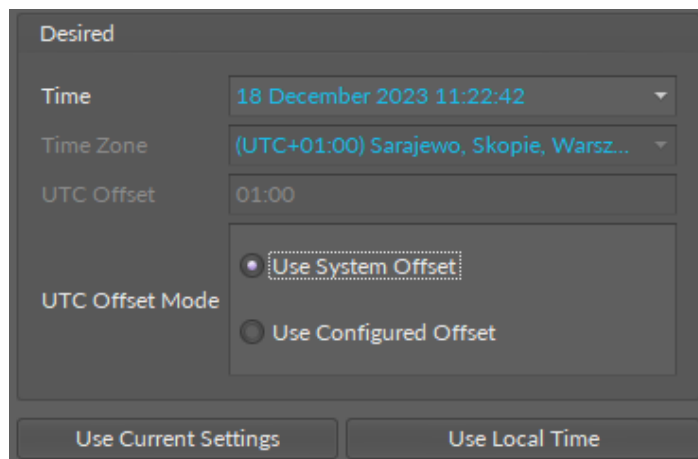 Desired
Time 18 December 2023 11:22:42
Time Zone (UTC+01:00) Sarajewo, Skopie, Warsz...
UTC Offset 01:00
UTC Offset Mode
Use System Offset
Use Configured Offset
Use Current Settings Use Local Time